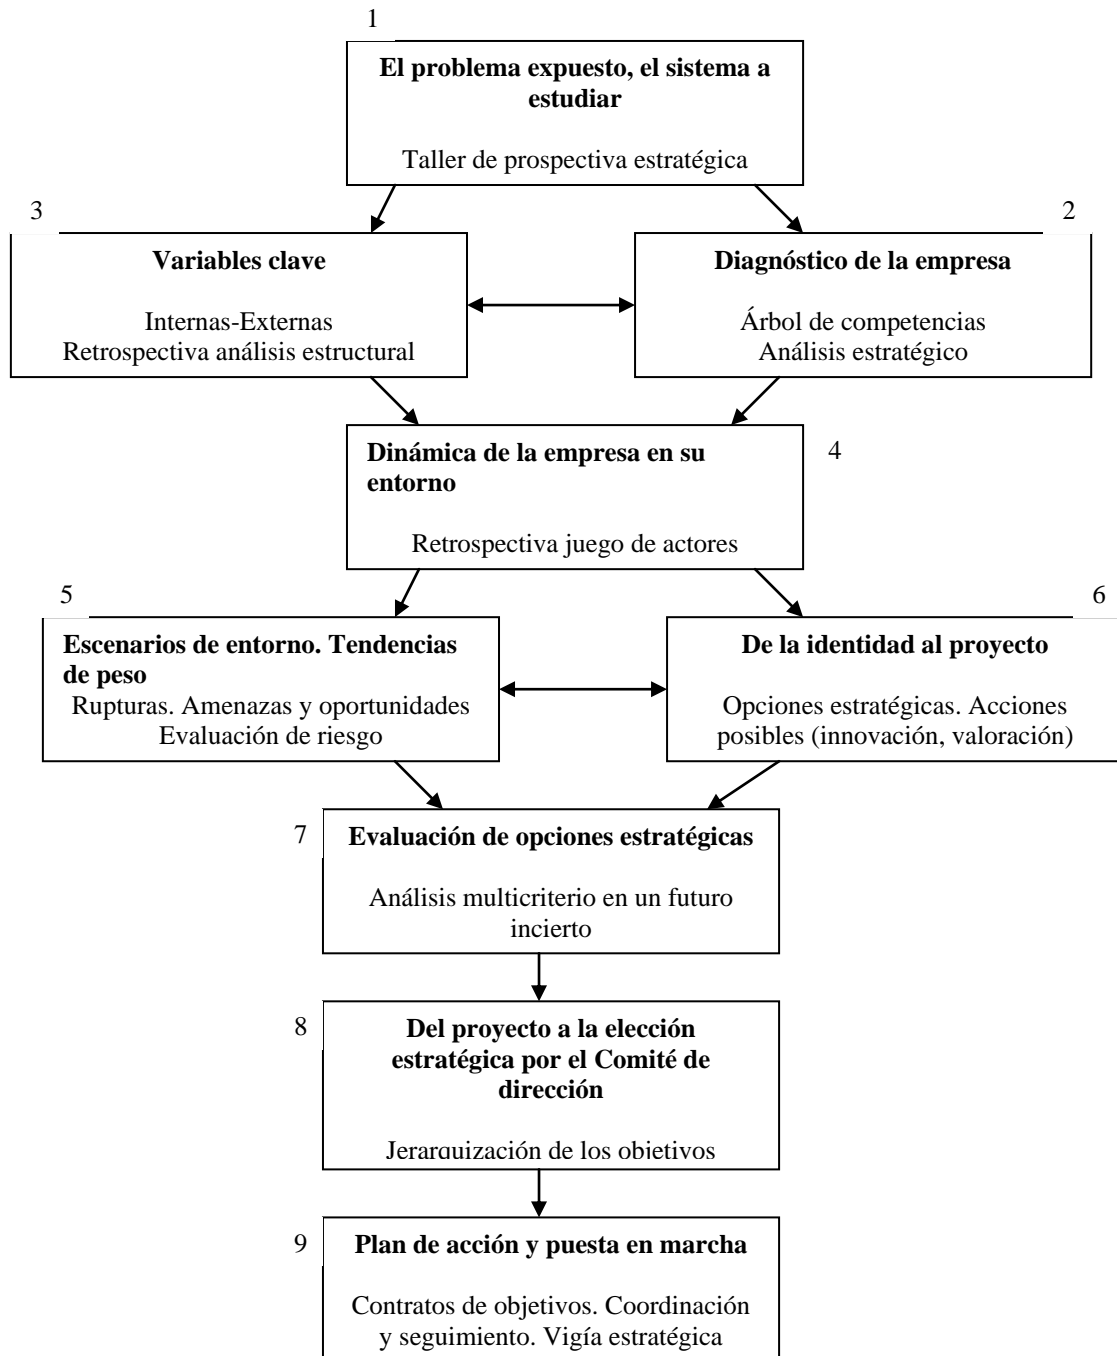 1
El problema expuesto, el sistema a
estudiar
Taller de prospectiva estratégica
3
Variables clave
Internas-Externas
Retrospectiva análisis estructural
2
Diagnóstico de la empresa
Árbol de competencias
Análisis estratégico
Dinámica de la empresa en su
entorno
Retrospectiva juego de actores
4
5
Escenarios de entorno. Tendencias
de peso
Rupturas. Amenazas y oportunidades
Evaluación de riesgo
6
De la identidad al proyecto
Opciones estratégicas. Acciones
posibles (innovación, valoración)
7
Evaluación de opciones estratégicas
Análisis multicriterio en un futuro
incierto
8
Del proyecto a la elección
estratégica por el Comité de
dirección
Jerarquización de los objetivos
9
Plan de acción y puesta en marcha
Contratos de objetivos. Coordinación
y seguimiento. Vigía estratégica